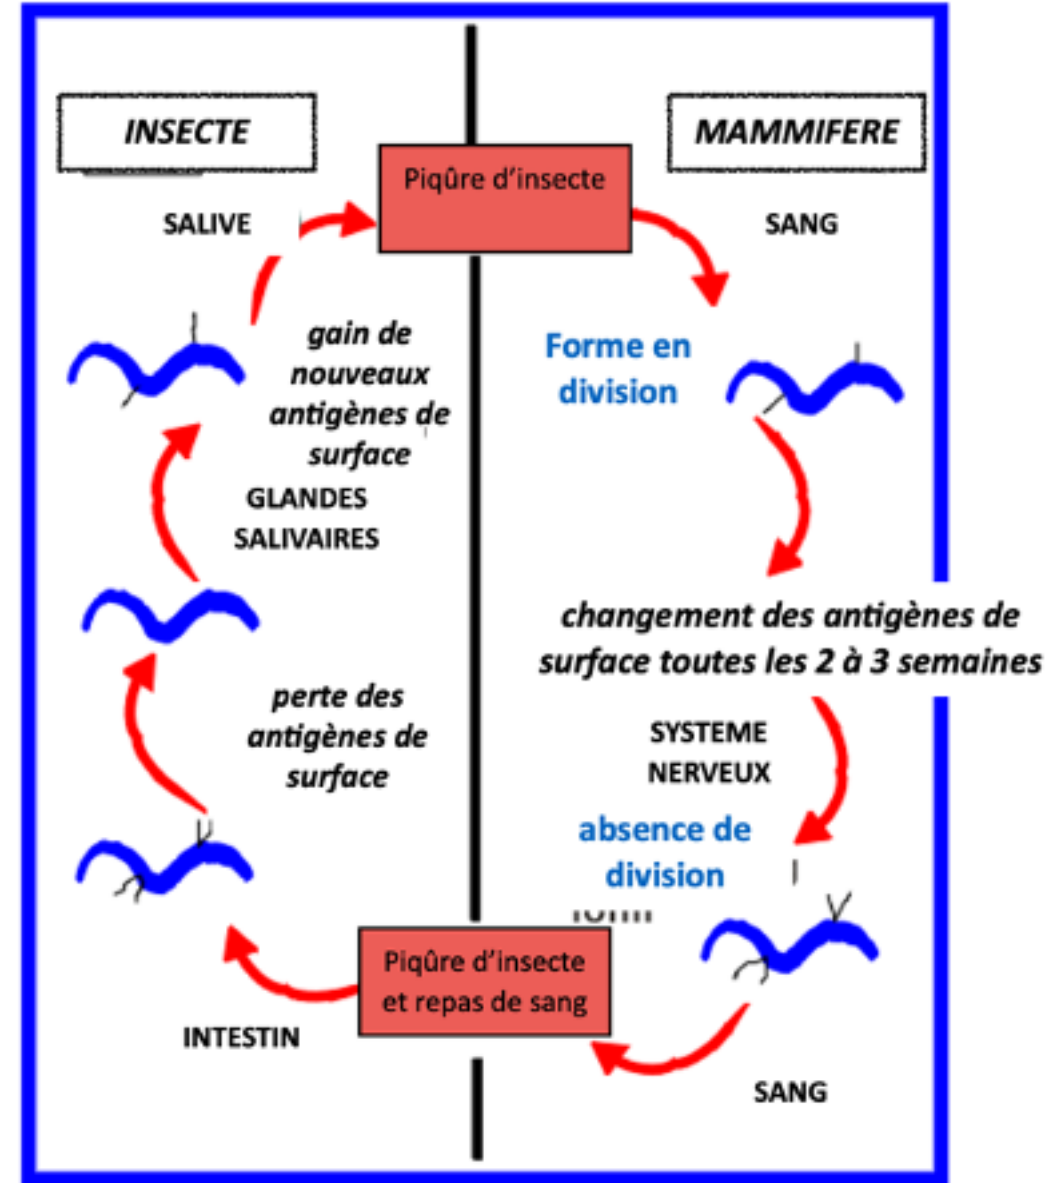 INSECTE
MAMMIFERE
Piqûre d'insecte
SALIVE
SANG
gain de
nouveaux
antigènes de
surface
Forme en
division
GLANDES
SALIVAIRES
changement des antigènes de
surface toutes les 2 à 3 semaines
perte des
antigènes de
surface
SYSTEME
NERVEUX
absence de
division
Piqûre d'insecte
et repas de sang
INTESTIN
SANG